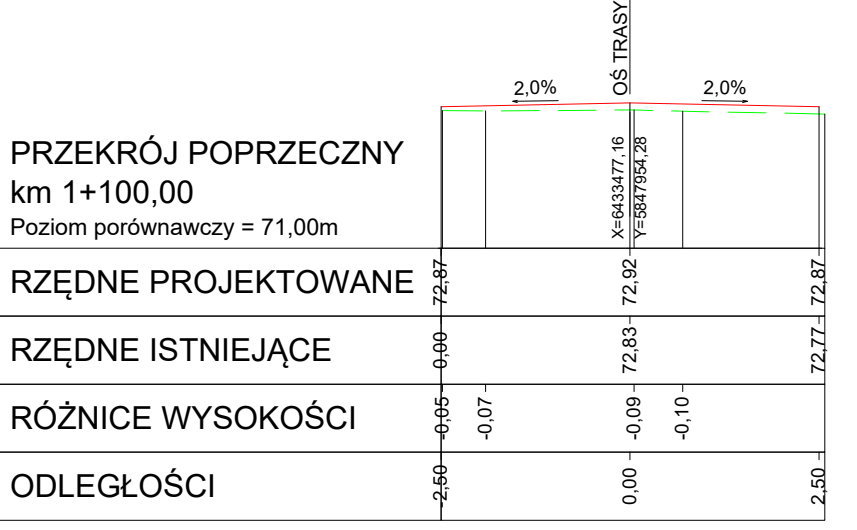 OŚ TRASY
2,0%
2,0%
X=6433477,16
Y=5847954,28
PRZEKRÓJ POPRZECZNY
km 1+100,00
Poziom porównawczy = 71,00m
RZĘDNE PROJEKTOWANE 72,87 72,92 72,87
RZĘDNE ISTNIEJĄCE 0,00 72,83 72,77
RÓŻNICE WYSOKOŚCI -0,05 -0,07 -0,09 -0,10
ODLEGŁOŚCI -2,50 0,00 2,50